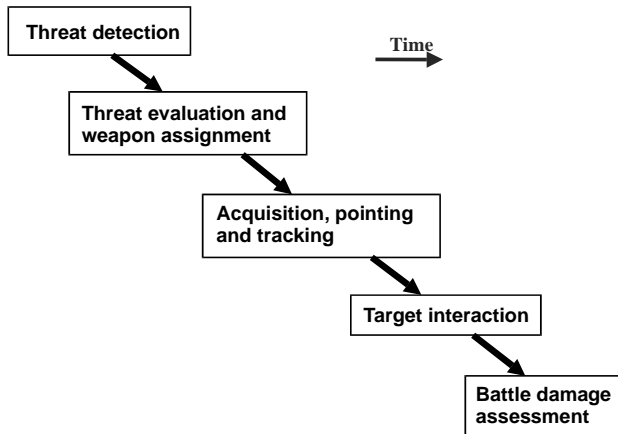 Threat detection
Time
Threat evaluation and
weapon assignment
Acquisition, pointing
and tracking
Target interaction
Battle damage
assessment